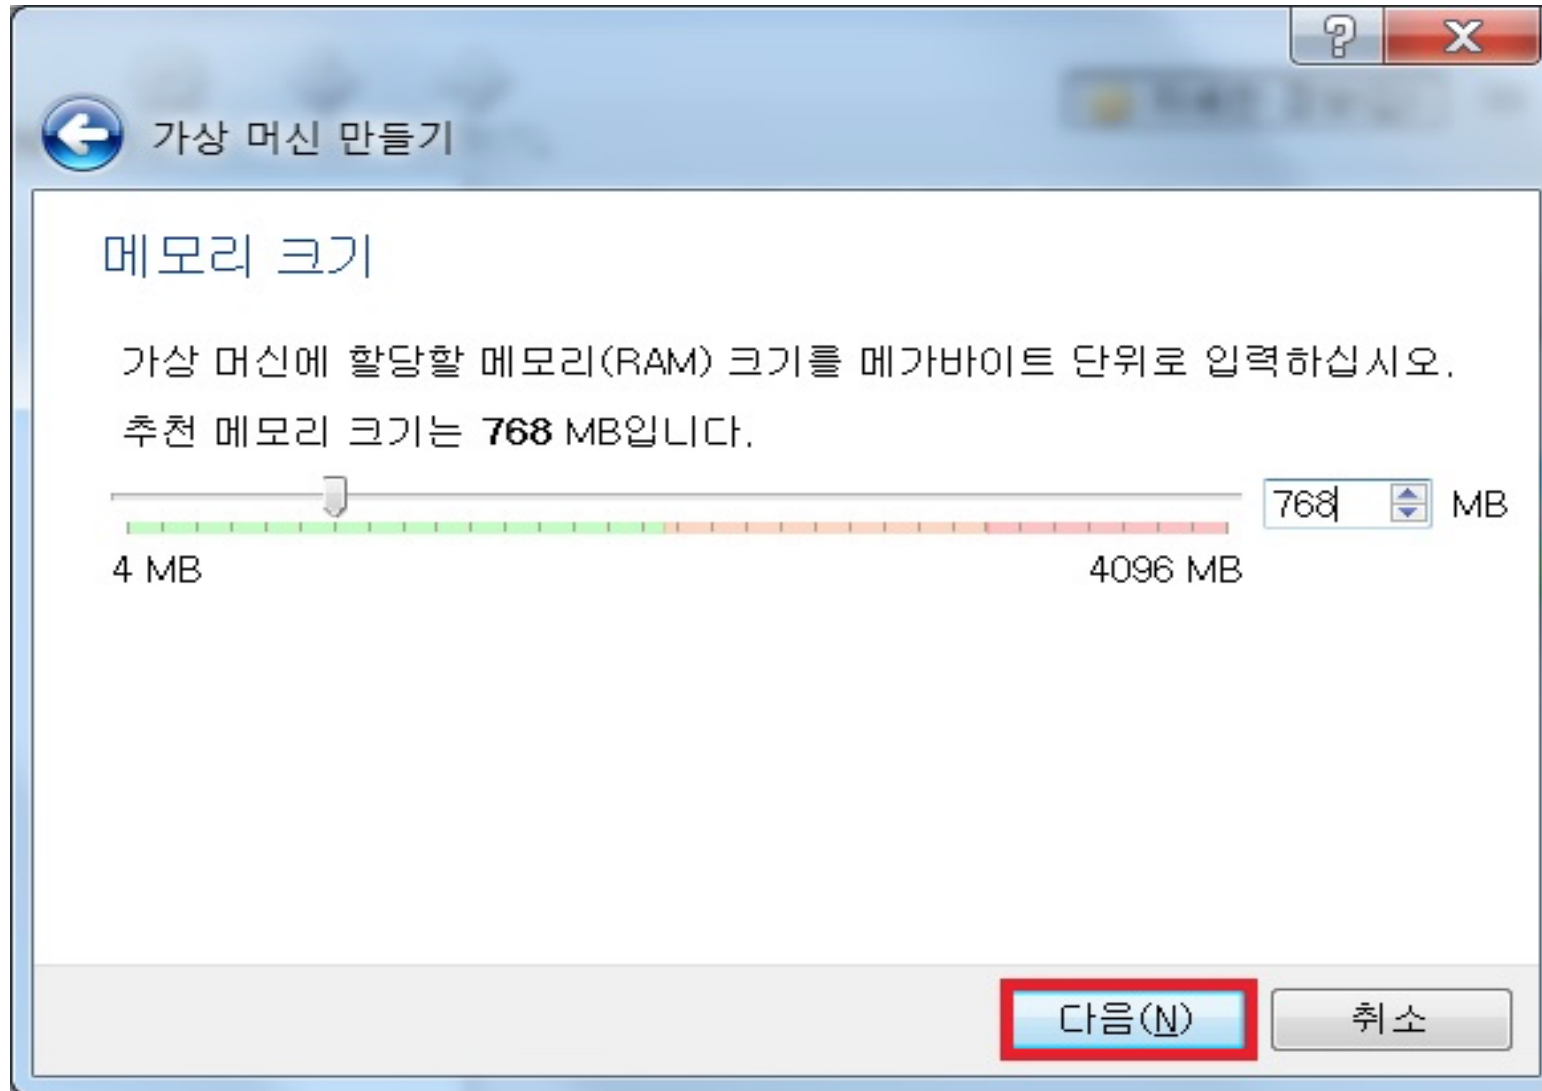 가상 머신 만들기
메모리 크기
가상 머신에 할당할 메모리(RAM) 크기를 메가바이트 단위로 입력하십시오.
추천 메모리 크기는 768 MB입니다.
768 MB
4 MB 4096 MB
다음(N) 취소